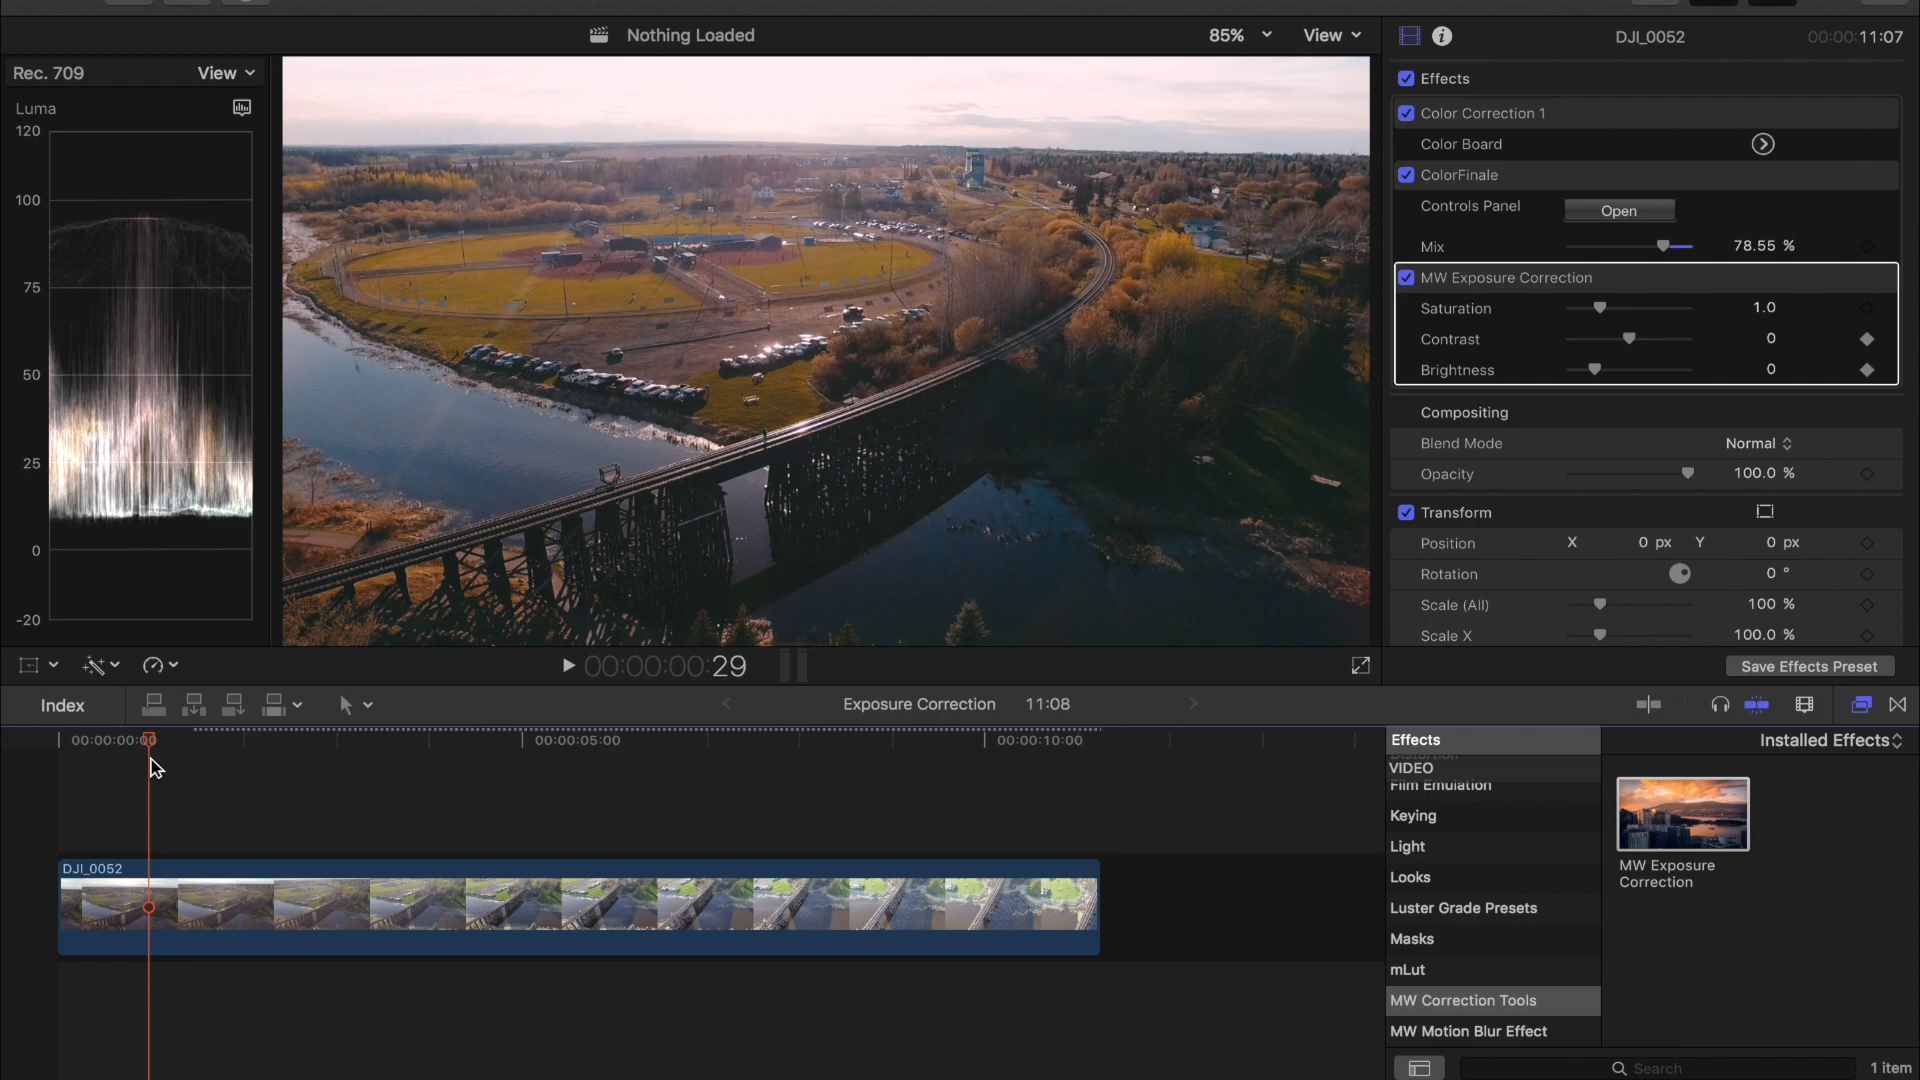 Nothing Loaded
85%
View
DJI_0052
00:00:11:07
Rec. 709
View
Luma
120
100
75
50
25
0
-20
Effects
Color Correction 1
Color Board
ColorFinale
Controls Panel
Open
Mix
78.55 %
MW Exposure Correction
Saturation
1.0
Contrast
0
Brightness
0
Compositing
Blend Mode
Normal
Opacity
100.0 %
Transform
Position
X 0 px Y 0 px
Rotation
0 °
Scale (All)
100 %
Scale X
100.0 %
00:00:00:29
Save Effects Preset
Index
Exposure Correction 11:08
00:00:00:00
00:00:05:00
00:00:10:00
DJI_0052
Effects
Installed Effects
Distortion
VIDEO
Film Emulation
Keying
Light
Looks
Luster Grade Presets
Masks
mLut
MW Correction Tools
MW Motion Blur Effect
MW Exposure
Correction
Search
1 item